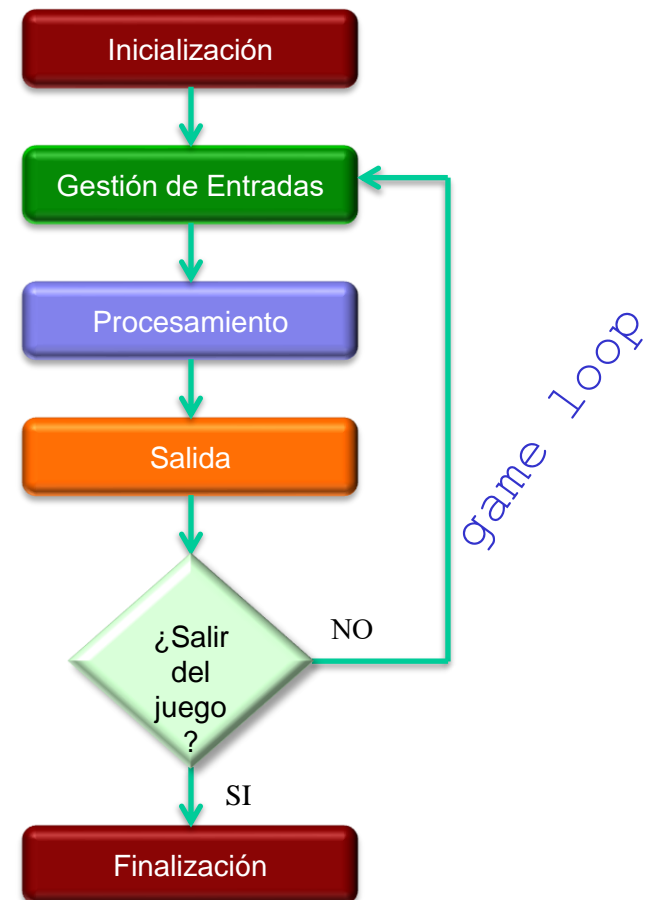 Inicialización
Gestión de Entradas
Procesamiento
Salida
game loop
¿Salir
del
juego
?
NO
SI
Finalización